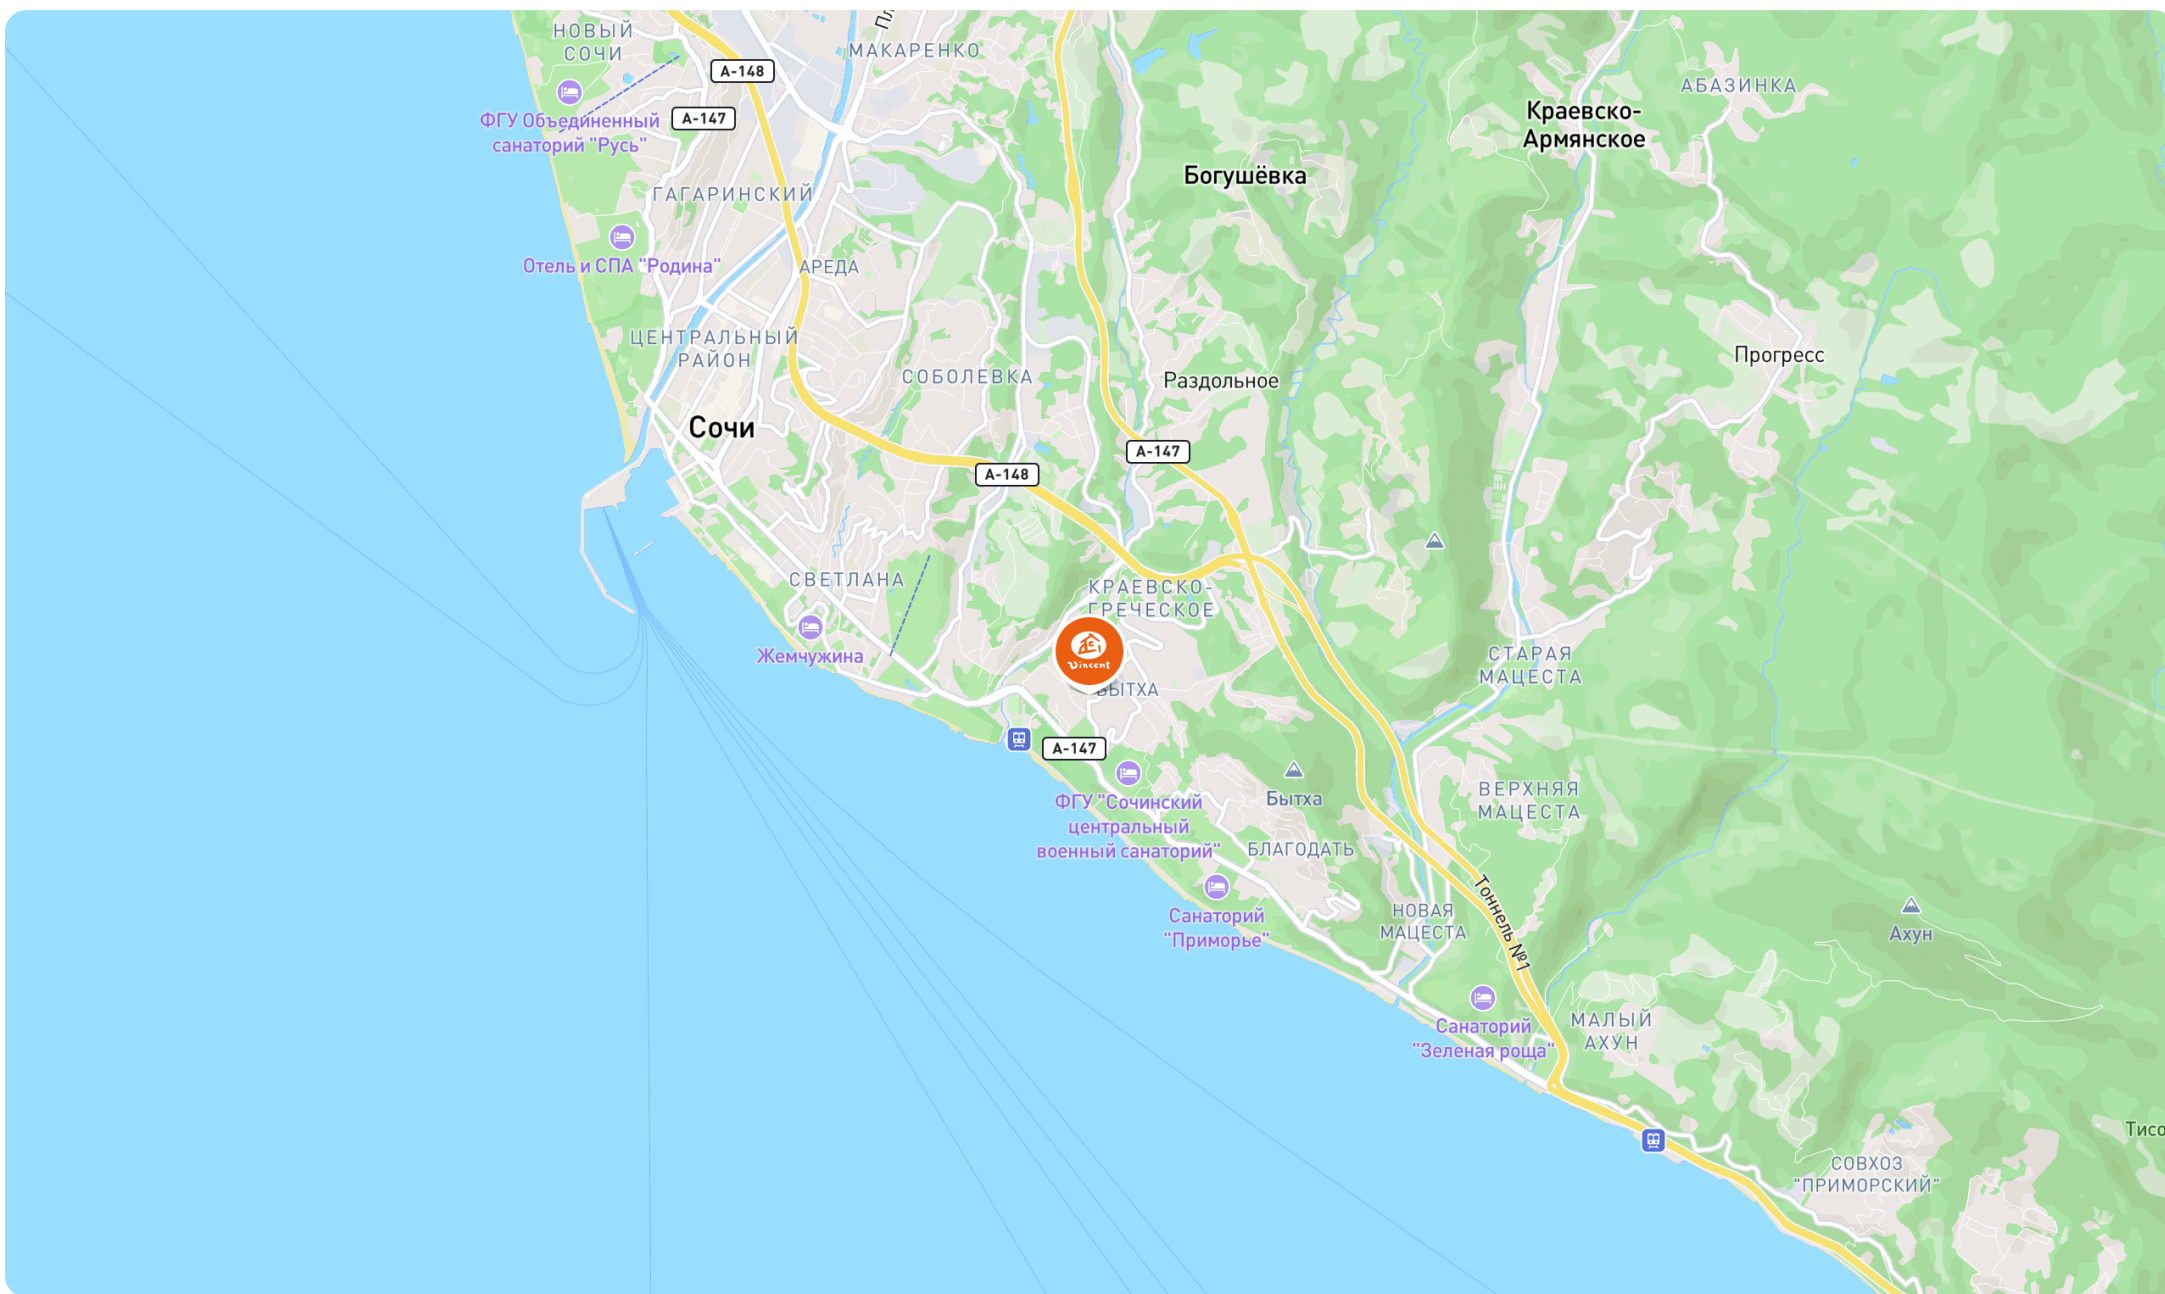 НОВЫЙ
СОЧИ
МАКАРЕНКО
А-148
А-147
ФГУ Объединенный
санаторий "Русь"
АБАЗИНКА
Краевско-
Армянское
Богушёвка
ГАГАРИНСКИЙ
Отель и СПА "Родина"
АРЕДА
ЦЕНТРАЛЬНЫЙ
РАЙОН
СОБОЛЕВКА
Раздольное
Прогресс
Сочи
А-147
А-148
СВЕТЛАНА
КРАЕВСКО-
ГРЕЧЕСКОЕ
Жемчужина
Vincent
БЫТХА
СТАРАЯ
МАЦЕСТА
А-147
ФГУ "Сочинский
центральный
военный санаторий"
Бытха
ВЕРХНЯЯ
МАЦЕСТА
БЛАГОДАТЬ
Санаторий
"Приморье"
НОВАЯ
МАЦЕСТА
Тоннель №1
Ахун
Санаторий
"Зеленая роща"
МАЛЫЙ
АХУН
Тисо
СОВХОЗ
"ПРИМОРСКИЙ"